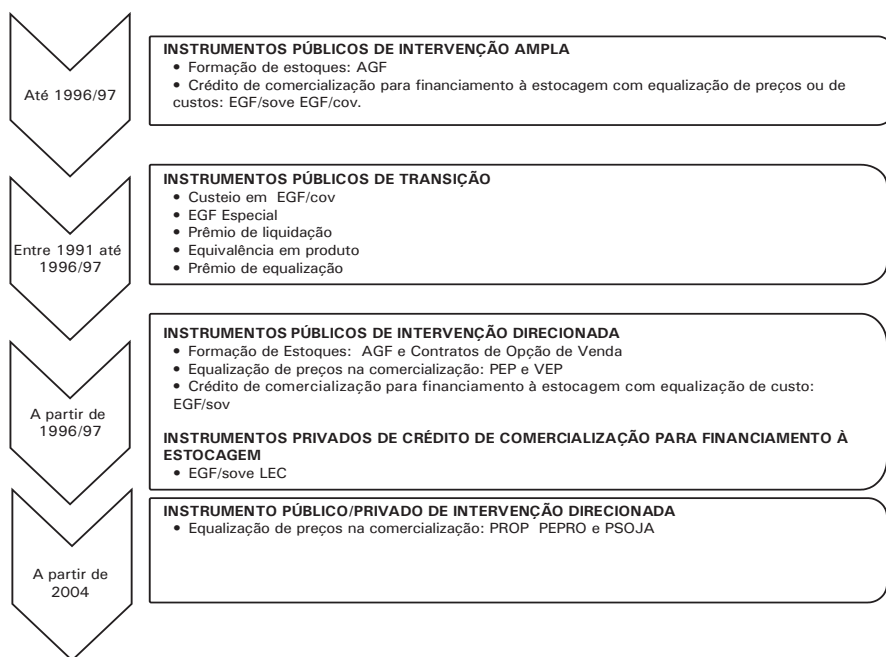 Até 1996/97
INSTRUMENTOS PÚBLICOS DE INTERVENÇÃO AMPLA
• Formação de estoques: AGF
• Crédito de comercialização para financiamento à estocagem com equalização de preços ou de
custos: EGF/sove EGF/cov.
Entre 1991 até
1996/97
INSTRUMENTOS PÚBLICOS DE TRANSIÇÃO
• Custeio em EGF/cov
• EGF Especial
• Prêmio de liquidação
• Equivalência em produto
• Prêmio de equalização
A partir de
1996/97
INSTRUMENTOS PÚBLICOS DE INTERVENÇÃO DIRECIONADA
• Formação de Estoques: AGF e Contratos de Opção de Venda
• Equalização de preços na comercialização: PEP e VEP
• Crédito de comercialização para financiamento à estocagem com equalização de custo:
EGF/sov
INSTRUMENTOS PRIVADOS DE CRÉDITO DE COMERCIALIZAÇÃO PARA FINANCIAMENTO À
ESTOCAGEM
• EGF/sove LEC
A partir de
2004
INSTRUMENTO PÚBLICO/PRIVADO DE INTERVENÇÃO DIRECIONADA
• Equalização de preços na comercialização: PROP PEPRO e PSOJA